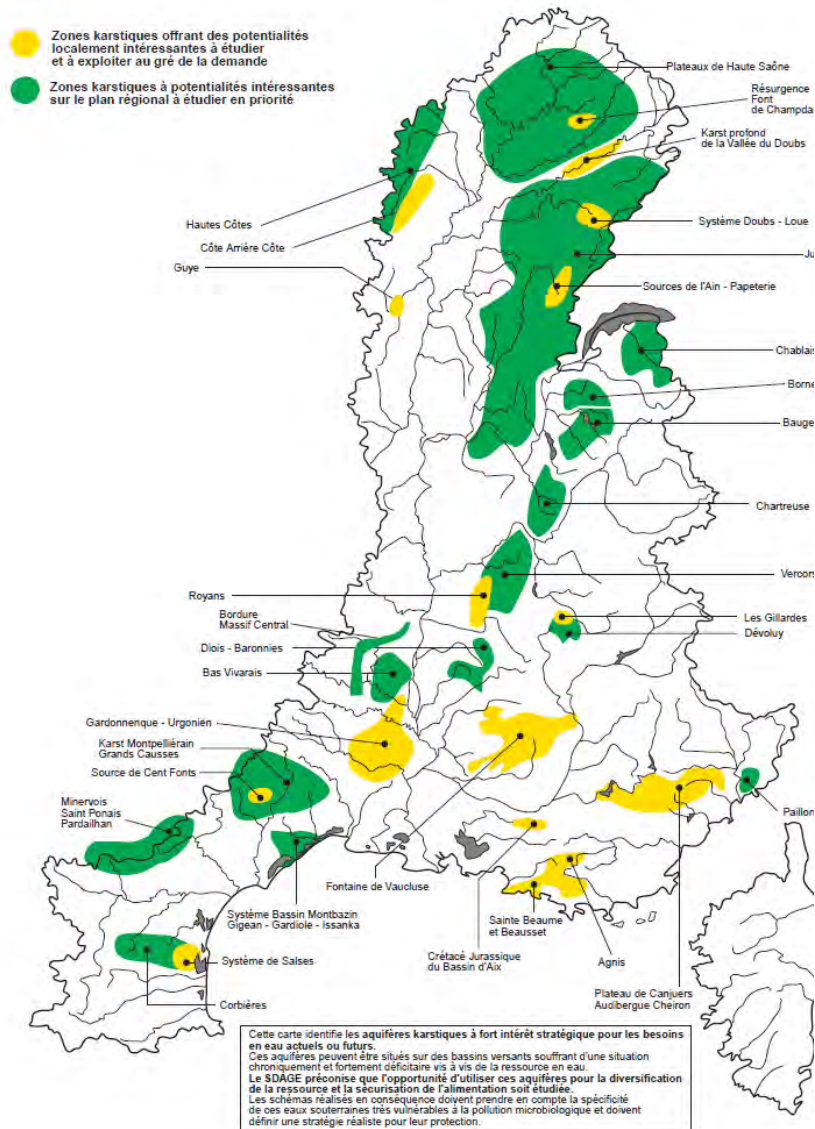 Zones karstiques offrant des potentialités
localement intéressantes à étudier
et à exploiter au gré de la demande
Zones karstiques à potentialités intéressantes
sur le plan régional à étudier en priorité
Plateaux de Haute Saône
Résurgence
Font
de Champda
Karst profond
de la Vallée du Doubs
Hautes Côtes
Système Doubs - Loue
Côte Arrière Côte
Ju
Guye
Sources de l'Ain - Papeterie
Chablais
Borne
Bauge
Chartreuse
Vercors
Royans
Bordure
Massif Central
Les Gillardes
Dévoluy
Diois - Baronnies
Bas Vivarais
Gardonnenque - Urgonien
Karst Montpelliérain
Grands Causses
Source de Cent Fonts
Minervois
Saint Ponais
Pardailhan
Paillon
Fontaine de Vaucluse
Système Bassin Montbazin
Gigean - Gardiole - Issanka
Sainte Beaume
et Beausset
Crétacé Jurassique
du Bassin d'Aix
Agnis
Système de Salses
Plateau de Canjuers
Audibergue Cheiron
Corbières
Cette carte identifie les aquifères karstiques à fort intérêt stratégique pour les besoins
en eau actuels ou futurs.
Ces aquifères peuvent être situés sur des bassins versants souffrant d'une situation
chroniquement et fortement déficitaire vis à vis de la ressource en eau.
Le SDAGE préconise que l'opportunité d'utiliser ces aquifères pour la diversification
de la ressource et la sécurisation de l'alimentation soit étudiée.
Les schémas réalisés en conséquence doivent prendre en compte la spécificité
de ces eaux souterraines très vulnérables à la pollution microbiologique et doivent
définir une stratégie réaliste pour leur protection.